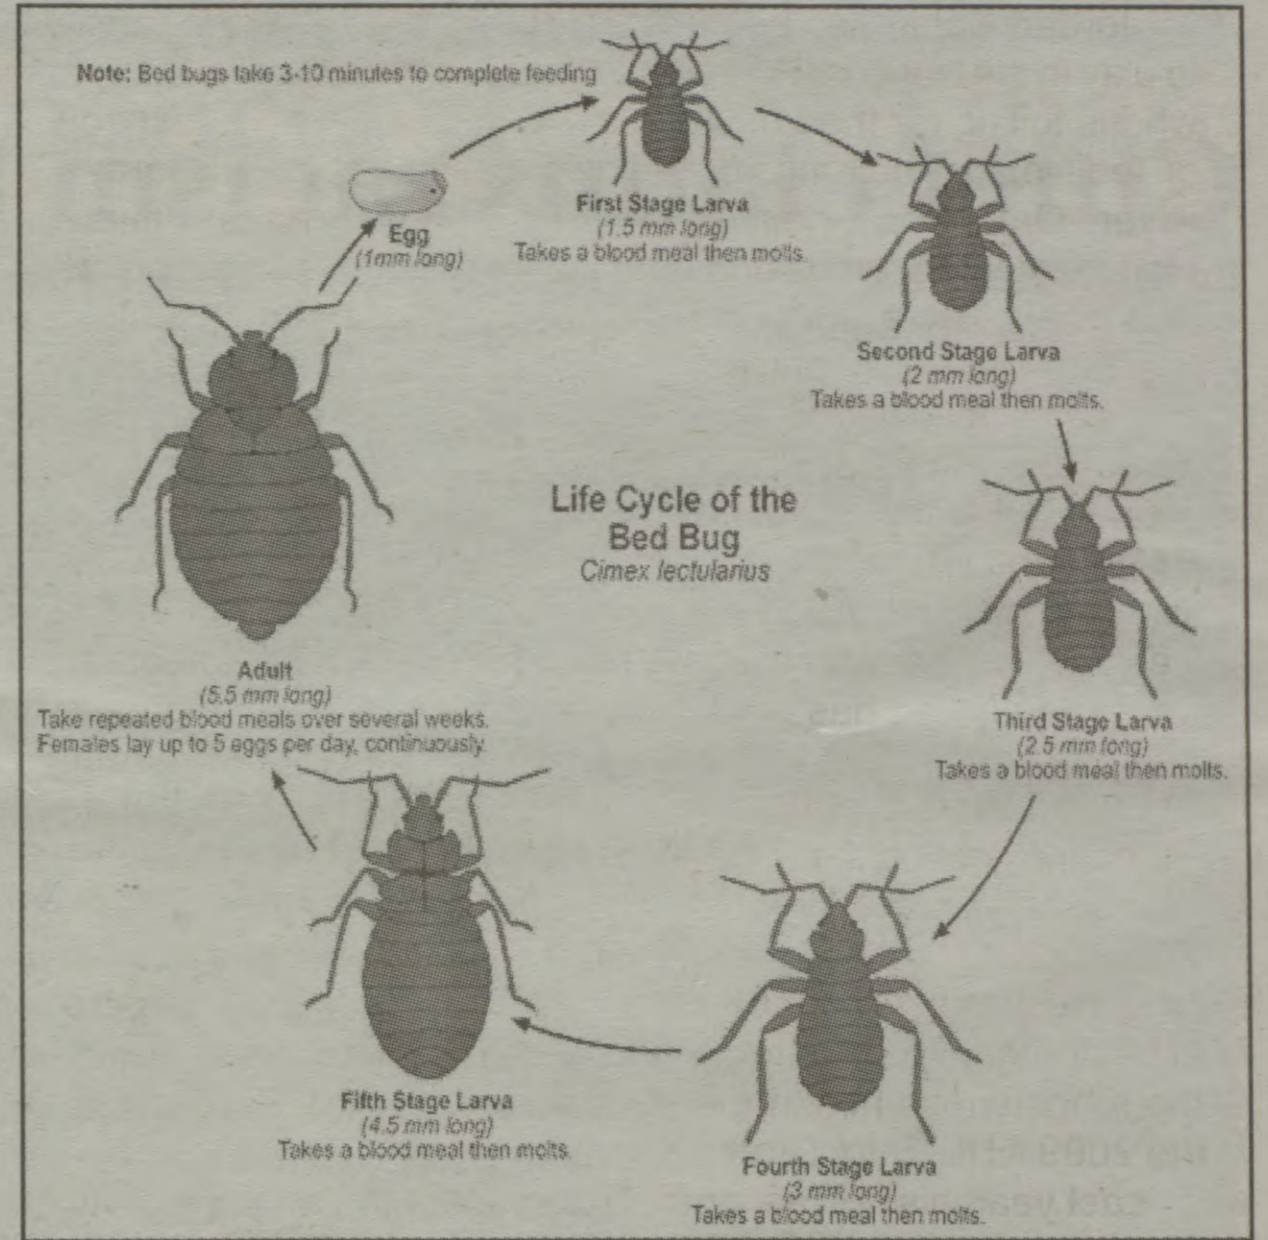 Note: Bed bugs take 3-10 minutes to complete feeding
Egg
(1mm long)
First Stage Larva
(1.5 mm long)
Takes a blood meal then molts.
Second Stage Larva
(2 mm long)
Takes a blood meal then molts.
Life Cycle of the
Bed Bug
Cimex lectularius
Third Stage Larva
(2.5 mm long)
Takes a blood meal then molts.
Adult
(5.5 mm long)
Take repeated blood meals over several weeks.
Females lay up to 5 eggs per day, continuously.
Fifth Stage Larva
(4.5 mm long)
Takes a blood meal then molts.
Fourth Stage Larva
(3 mm long)
Takes a blood meal then molts.